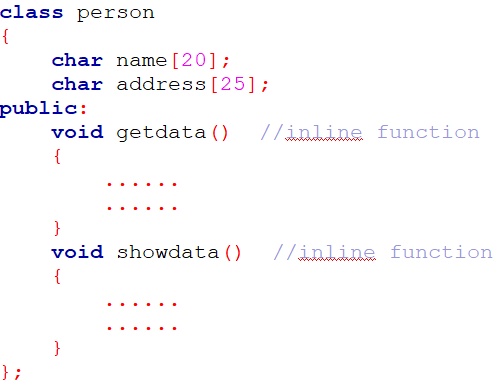 class person
{
char name[20];
char address[25];
public:
void getdata() //inline function
{
......
......
}
void showdata() //inline function
{
......
......
}
};